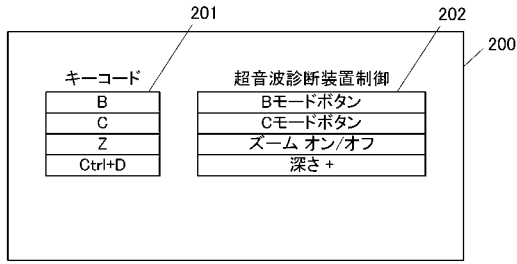 201
202
200
キーコード 超音波診断装置制御
B Bモードボタン
C Cモードボタン
Z ズーム オン/オフ
Ctrl+D 深さ +